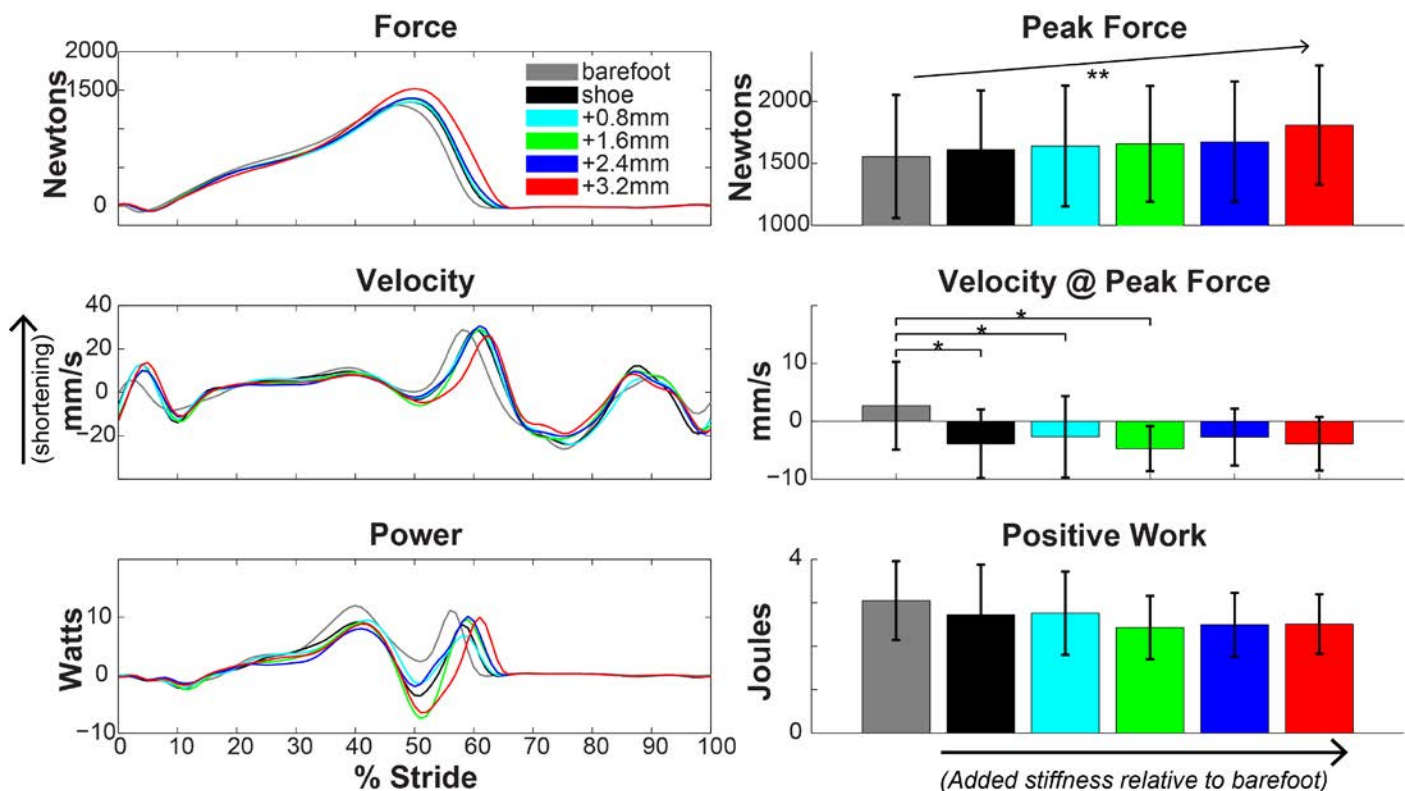 Force
2000
1500
0
Newtons
barefoot
shoe
+0.8mm
+1.6mm
+2.4mm
+3.2mm
Peak Force
2000
1500
1000
Newtons
**
Velocity
40
20
0
−20
mm/s
(shortening)
Velocity @ Peak Force
10
0
−10
mm/s
*
*
*
Power
10
0
−10
Watts
0 10 20 30 40 50 60 70 80 90 100
% Stride
Positive Work
4
2
0
Joules
(Added stiffness relative to barefoot)